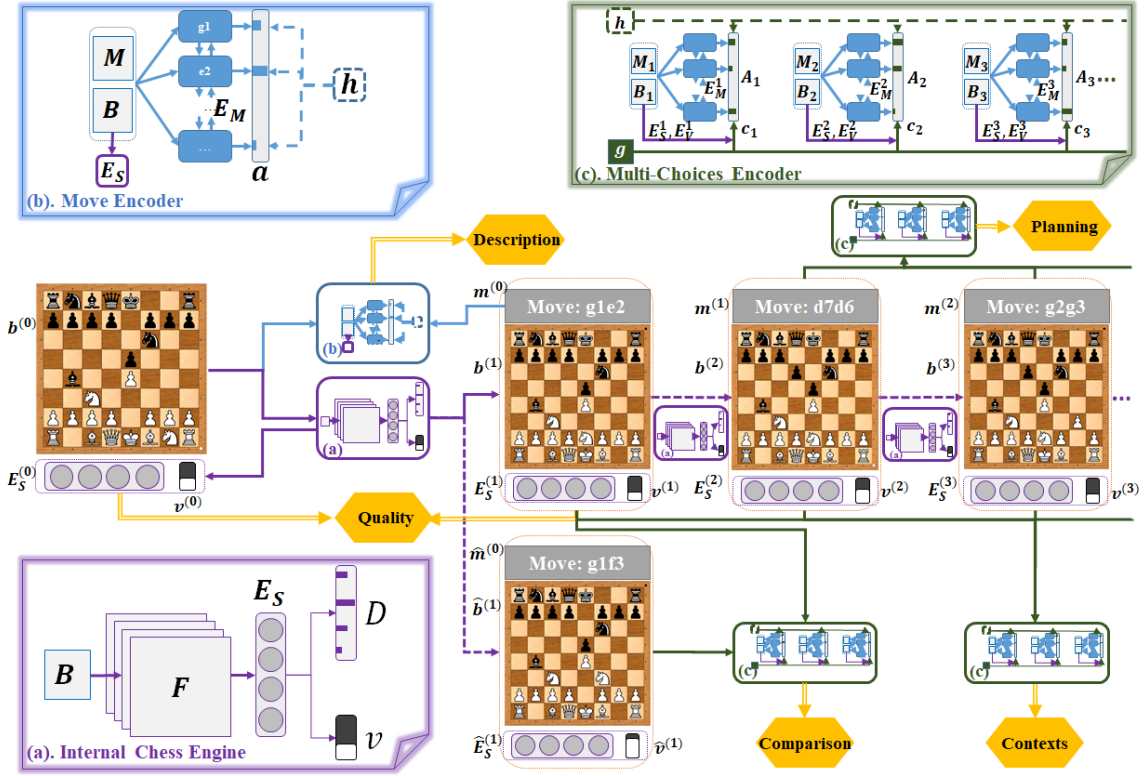 M
B
E_S
g1
e2
...
E_M
...
a
h
(b). Move Encoder
h
M_1
B_1
E_M^1
A_1
E_S^1, E_V^1
c_1
M_2
B_2
E_M^2
A_2
E_S^2, E_V^2
c_2
M_3
B_3
E_M^3
A_3
....
E_S^3, E_V^3
c_3
g
(c). Multi-Choices Encoder
Description
(c)
Planning
b^(0)
(b)
m^(0)
Move: g1e2
b^(1)
m^(1)
Move: d7d6
b^(2)
m^(2)
Move: g2g3
b^(3)
(a)
(a)
(a)
....
E_S^(0)
v^(0)
E_S^(1)
v^(1)
E_S^(2)
v^(2)
E_S^(3)
v^(3)
Quality
m̂^(0)
Move: g1f3
b̂^(1)
Ê_S^(1)
v̂^(1)
(c)
(c)
Comparison
Contexts
B
F
E_S
D
v
(a). Internal Chess Engine